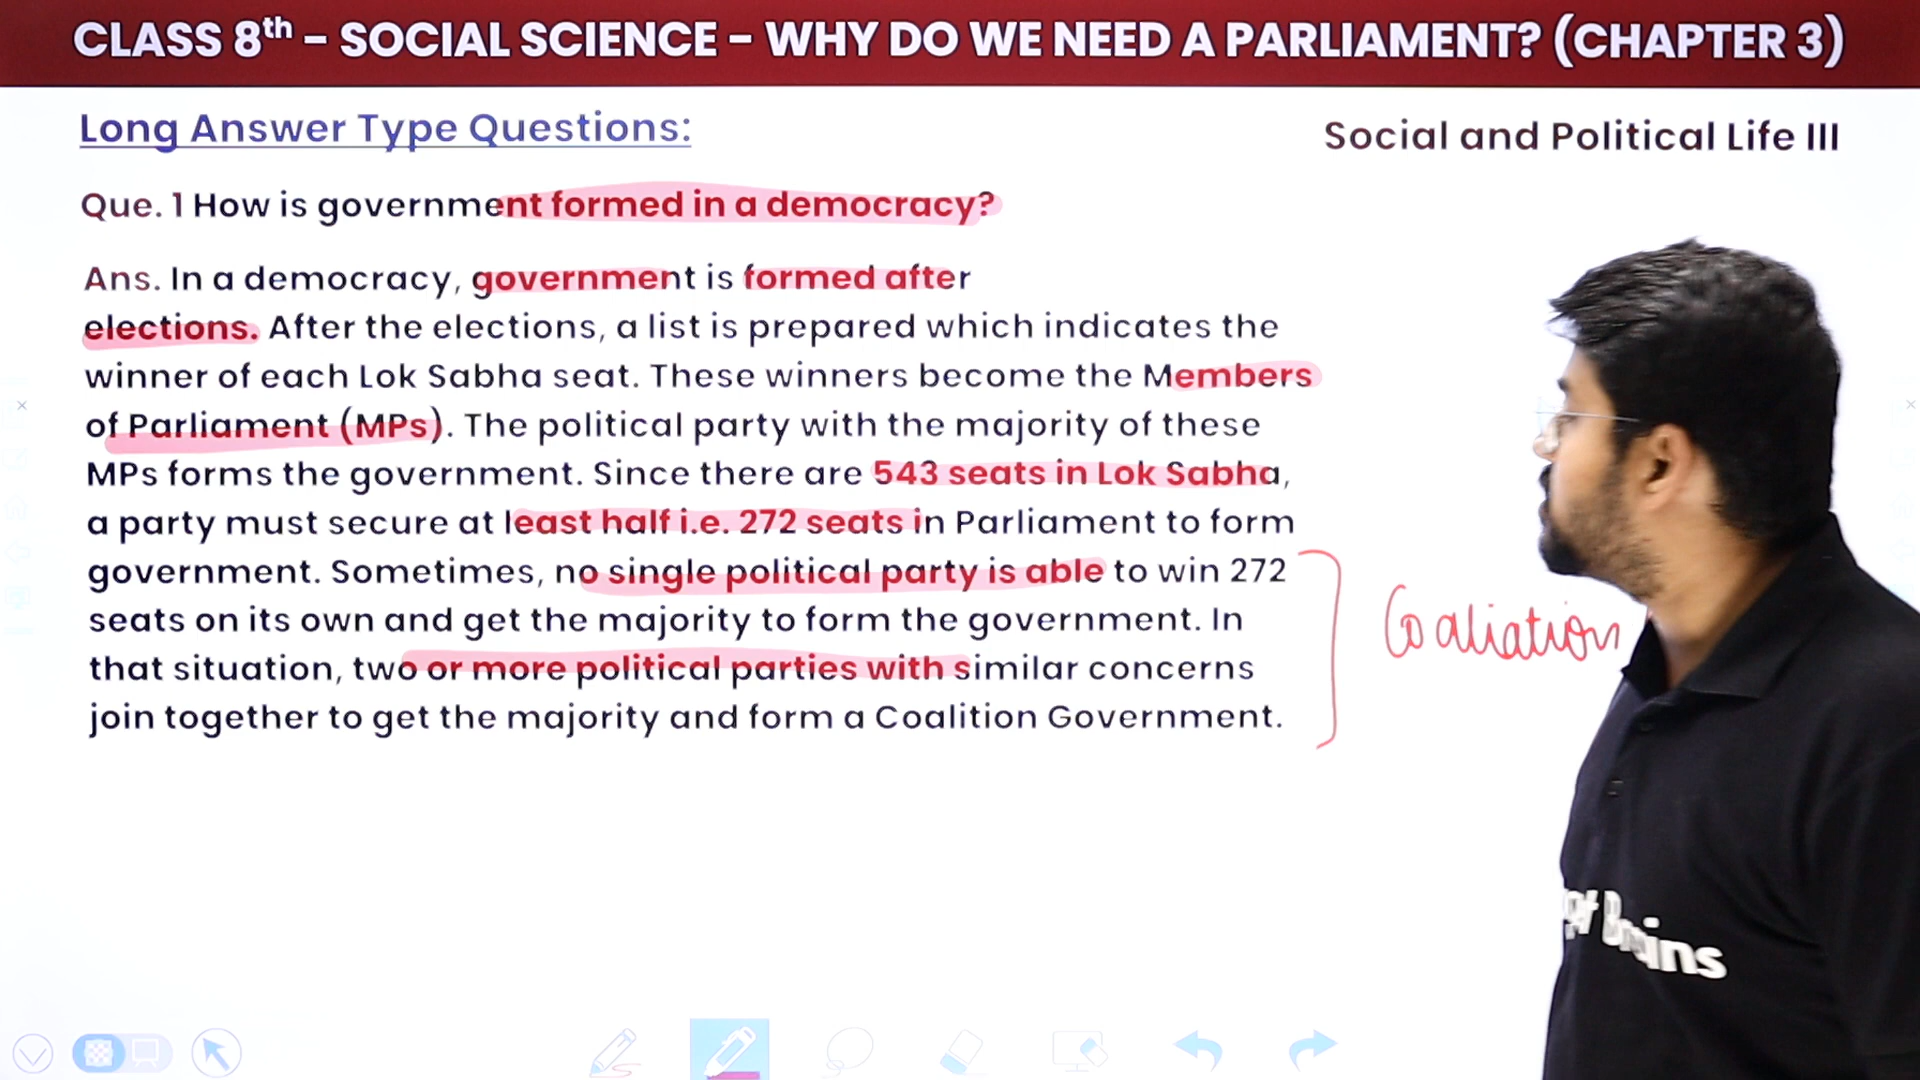 CLASS 8th - SOCIAL SCIENCE - WHY DO WE NEED A PARLIAMENT? (CHAPTER 3)
Long Answer Type Questions:
Social and Political Life III
Que. 1 How is government formed in a democracy?
Ans. In a democracy, government is formed after
elections. After the elections, a list is prepared which indicates the
winner of each Lok Sabha seat. These winners become the Members
of Parliament (MPs). The political party with the majority of these
MPs forms the government. Since there are 543 seats in Lok Sabha,
a party must secure at least half i.e. 272 seats in Parliament to form
government. Sometimes, no single political party is able to win 272
seats on its own and get the majority to form the government. In
that situation, two or more political parties with similar concerns
join together to get the majority and form a Coalition Government.
Coaliation
Brains